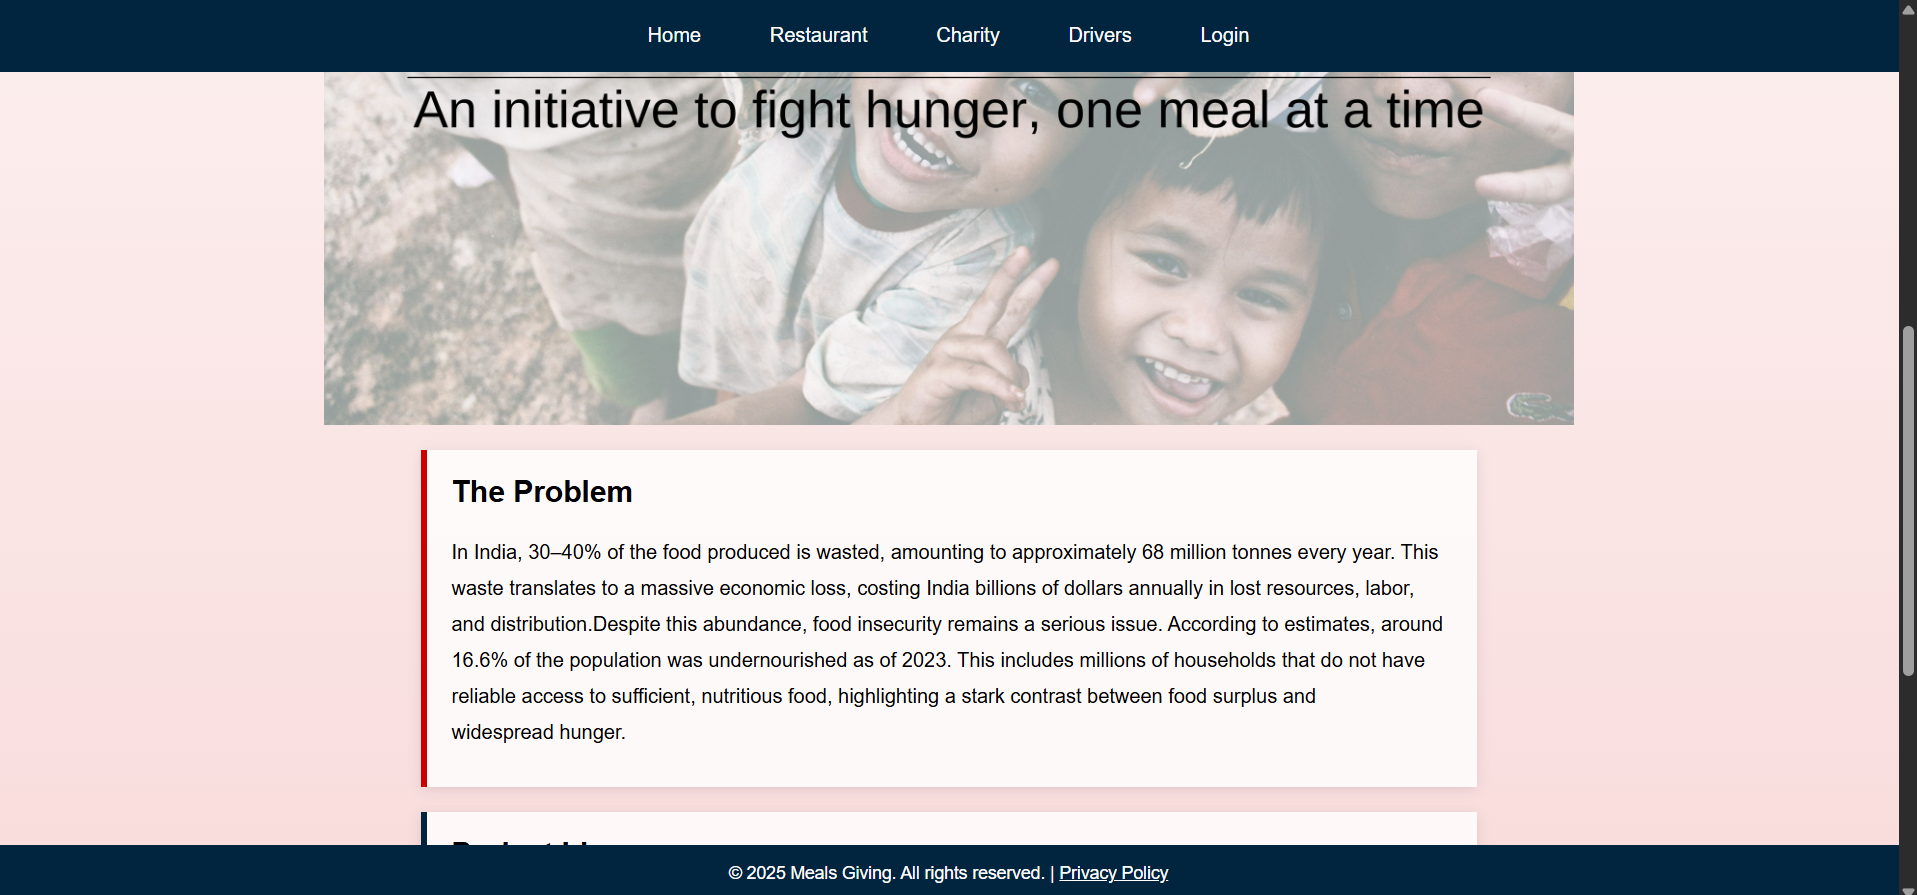 Home Restaurant Charity Drivers Login
An initiative to fight hunger, one meal at a time
The Problem
In India, 30–40% of the food produced is wasted, amounting to approximately 68 million tonnes every year. This
waste translates to a massive economic loss, costing India billions of dollars annually in lost resources, labor,
and distribution.Despite this abundance, food insecurity remains a serious issue. According to estimates, around
16.6% of the population was undernourished as of 2023. This includes millions of households that do not have
reliable access to sufficient, nutritious food, highlighting a stark contrast between food surplus and
widespread hunger.
© 2025 Meals Giving. All rights reserved. | Privacy Policy